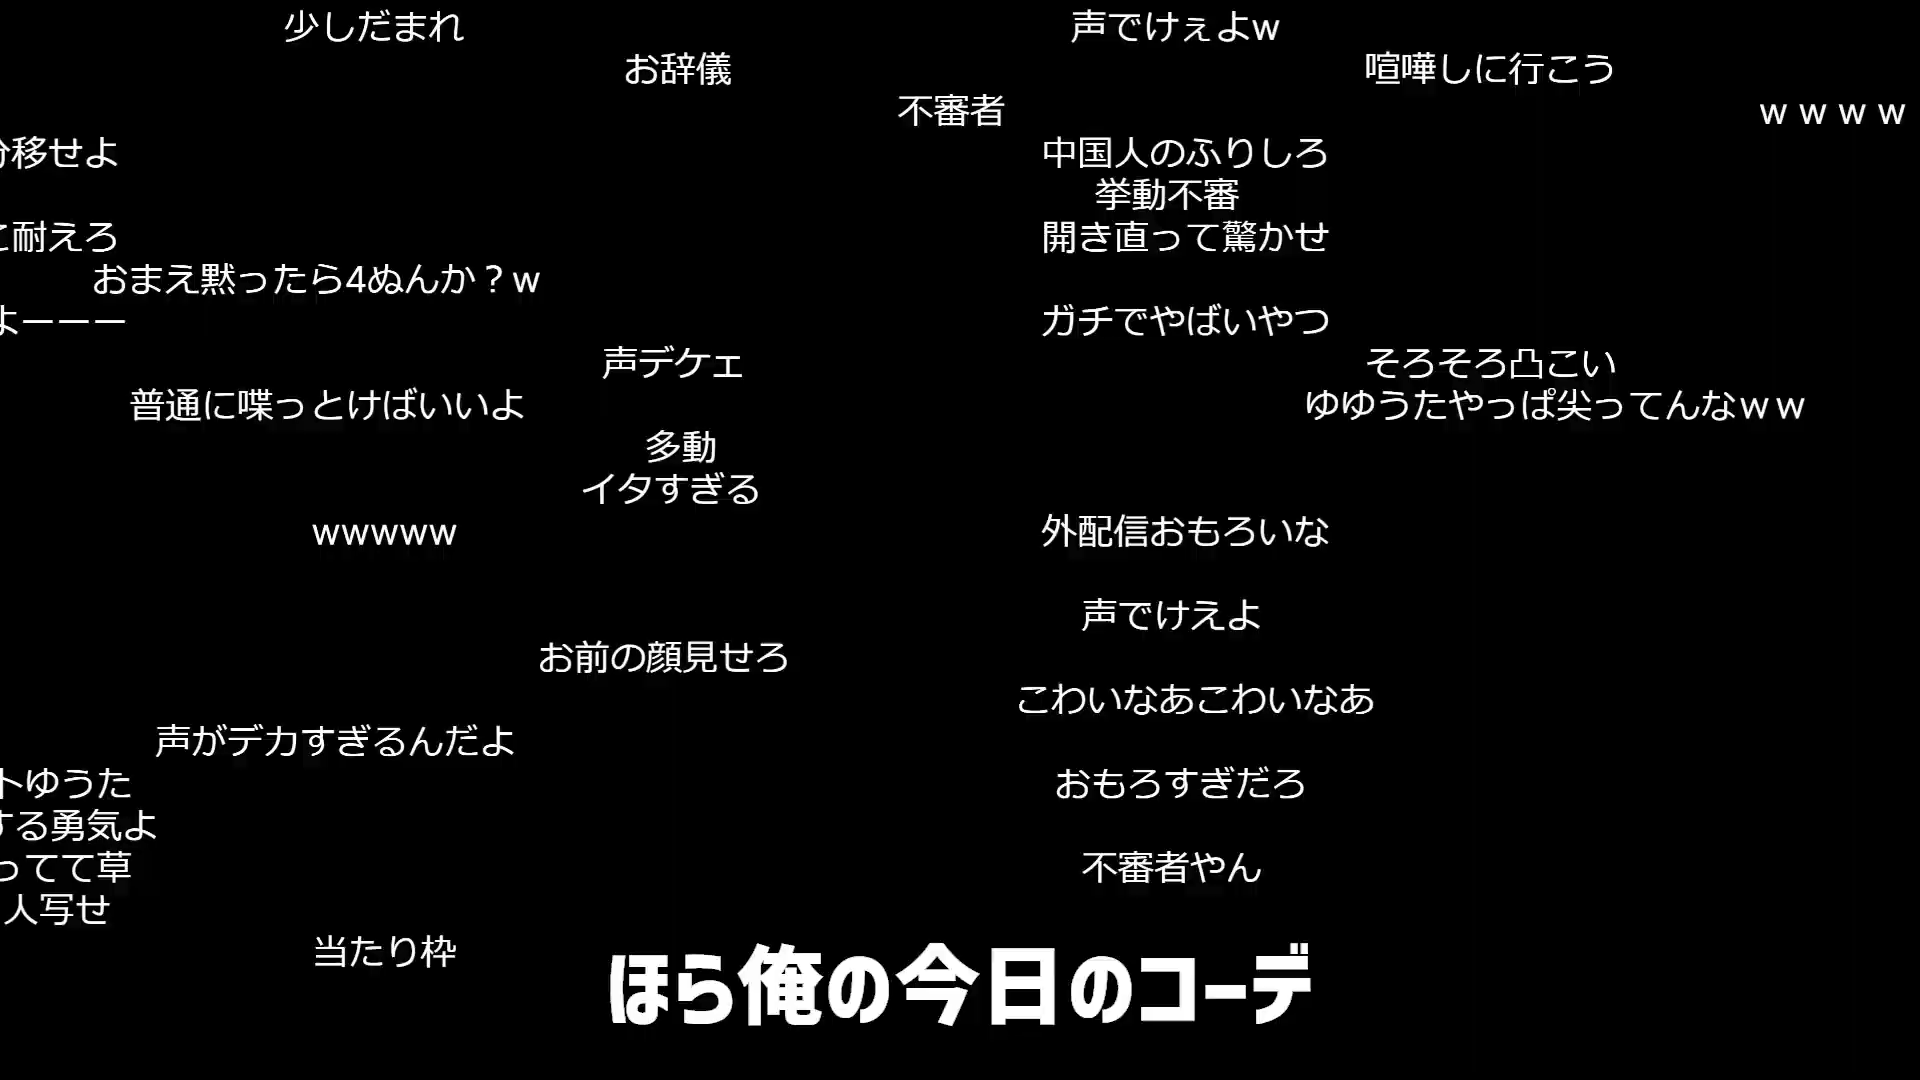 少しだまれ
声でけぇよw
お辞儀
喧嘩しに行こう
不審者
ｗｗｗｗ
移せよ
中国人のふりしろ
挙動不審
耐えろ
開き直って驚かせ
おまえ黙ったら4ぬんか？w
よーーー
ガチでやばいやつ
声デケェ
そろそろ凸こい
普通に喋っとけばいいよ
ゆゆうたやっぱ尖ってんなｗｗ
多動
イタすぎる
wwwww
外配信おもろいな
声でけえよ
お前の顔見せろ
こわいなあこわいなあ
声がデカすぎるんだよ
トゆうた
おもろすぎだろ
する勇気よ
ってて草
不審者やん
人写せ
当たり枠
ほら俺の今日のコーデ